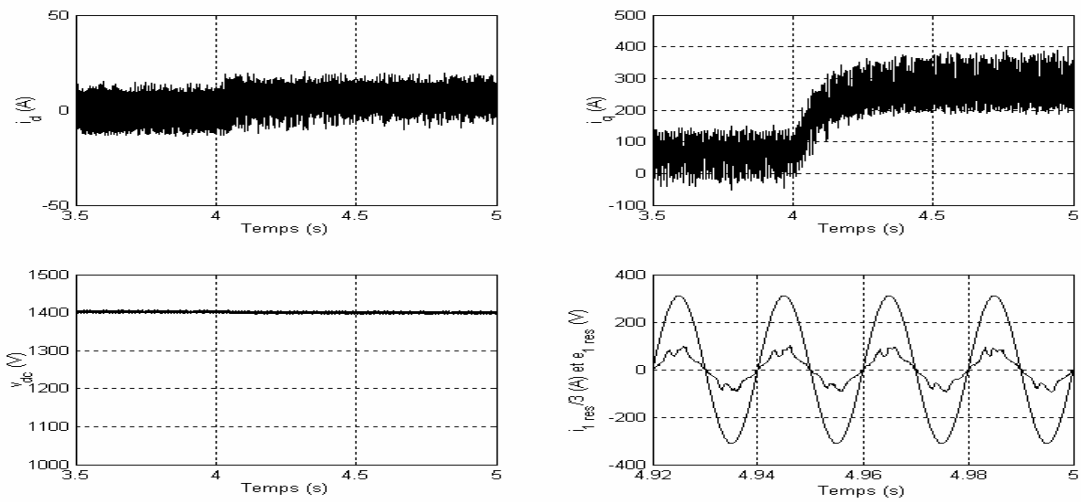 50
0
-50
i_d (A)
3.5 4 4.5 5
Temps (s)
500
400
300
200
100
0
-100
i_q (A)
3.5 4 4.5 5
Temps (s)
1500
1400
1300
1200
1100
1000
v_dc (V)
3.5 4 4.5 5
Temps (s)
400
200
0
-200
-400
i_1 res/3 (A) et e_1 res (V)
4.92 4.94 4.96 4.98 5
Temps (s)